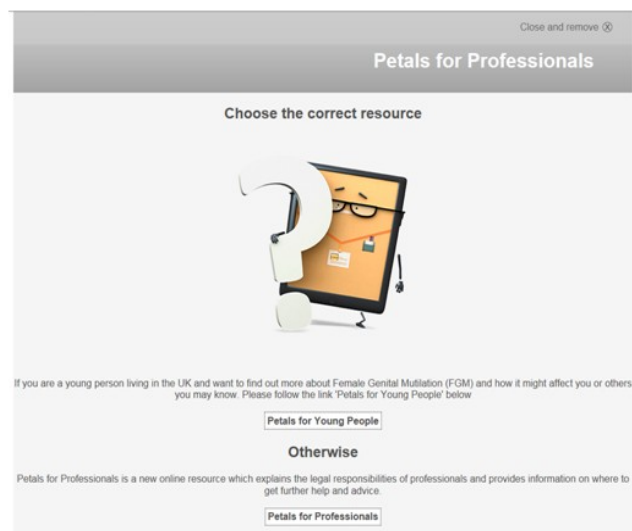 Close and remove ⓧ
Petals for Professionals
Choose the correct resource
?
If you are a young person living in the UK and want to find out more about Female Genital Mutilation (FGM) and how it might affect you or others
you may know. Please follow the link 'Petals for Young People' below
Petals for Young People
Otherwise
Petals for Professionals is a new online resource which explains the legal responsibilities of professionals and provides information on where to
get further help and advice.
Petals for Professionals